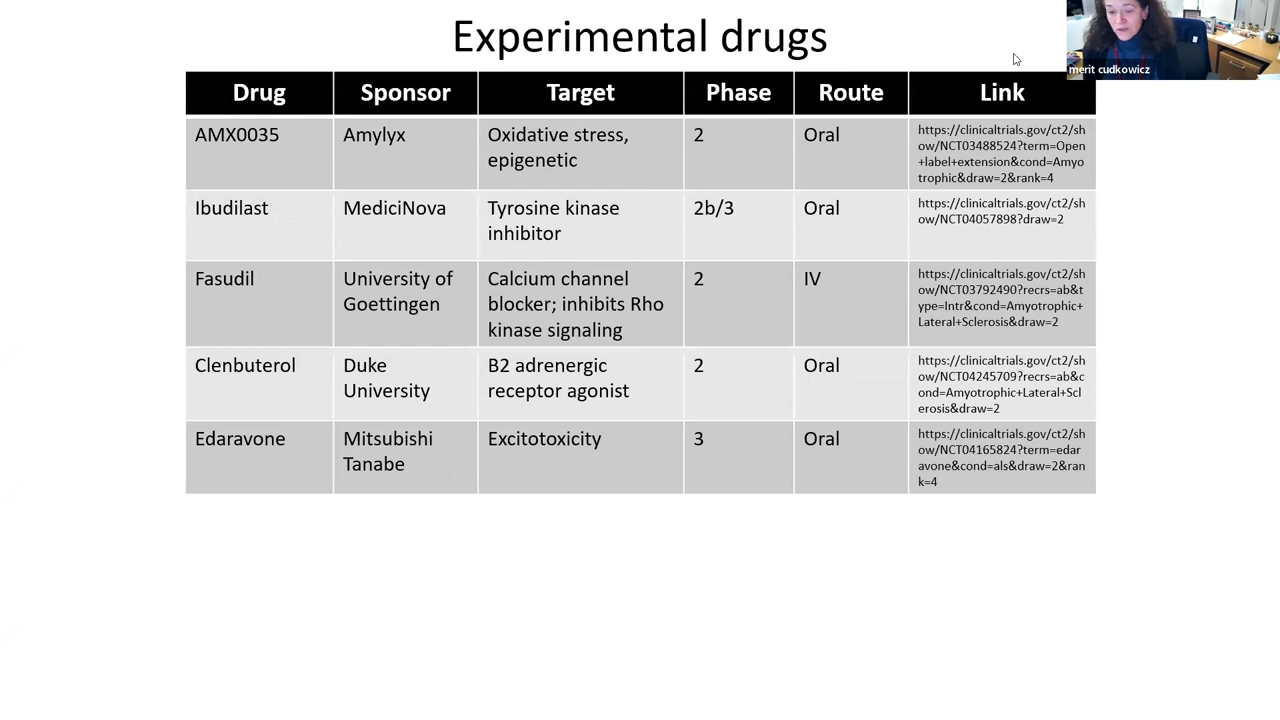 Experimental drugs
merit cudkowicz
Drug Sponsor Target Phase Route Link
AMX0035 Amylyx Oxidative stress, 2 Oral https://clinicaltrials.gov/ct2/sh
epigenetic ow/NCT03488524?term=Open
+label+extension&cond=Amyo
trophic&draw=2&rank=4
Ibudilast MediciNova Tyrosine kinase 2b/3 Oral https://clinicaltrials.gov/ct2/sh
inhibitor ow/NCT04057898?draw=2
Fasudil University of Calcium channel 2 IV https://clinicaltrials.gov/ct2/sh
Goettingen blocker; inhibits Rho ow/NCT03792490?recrs=ab&t
kinase signaling ype=Intr&cond=Amyotrophic+
Lateral+Sclerosis&draw=2
Clenbuterol Duke B2 adrenergic 2 Oral https://clinicaltrials.gov/ct2/sh
University receptor agonist ow/NCT04245709?recrs=ab&c
ond=Amyotrophic+Lateral+Scl
erosis&draw=2
Edaravone Mitsubishi Excitotoxicity 3 Oral https://clinicaltrials.gov/ct2/sh
Tanabe ow/NCT04165824?term=edar
avone&cond=als&draw=2&ran
k=4